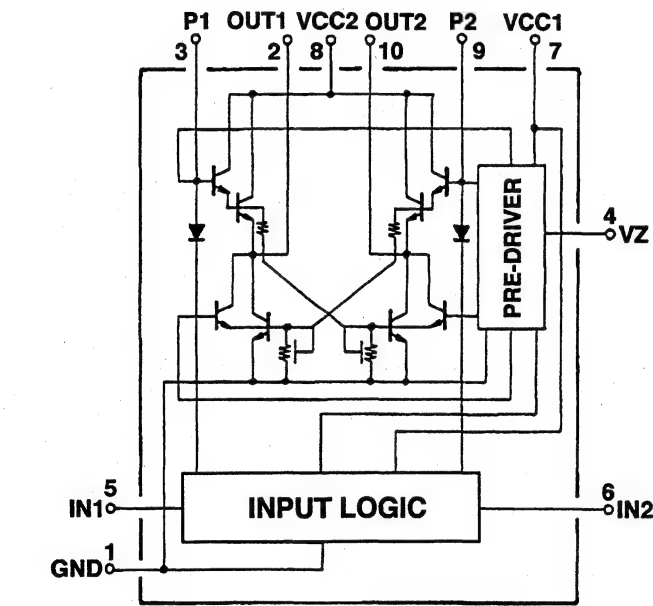 P1 OUT1 VCC2 OUT2 P2 VCC1
3 2 8 10 9 7
PRE-DRIVER
4
VZ
5
IN1
INPUT LOGIC
6
IN2
1
GND